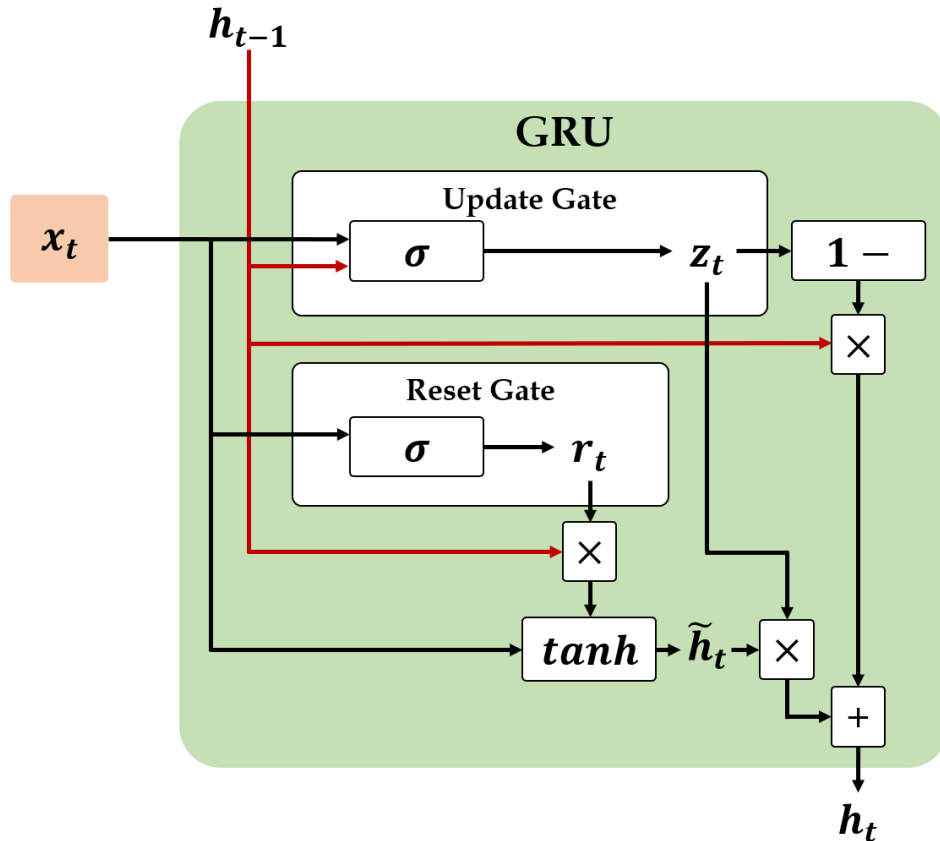 h_{t−1}
GRU
Update Gate
x_t
σ
z_t
1 −
×
Reset Gate
σ
r_t
×
tanh
h̃_t
×
+
h_t